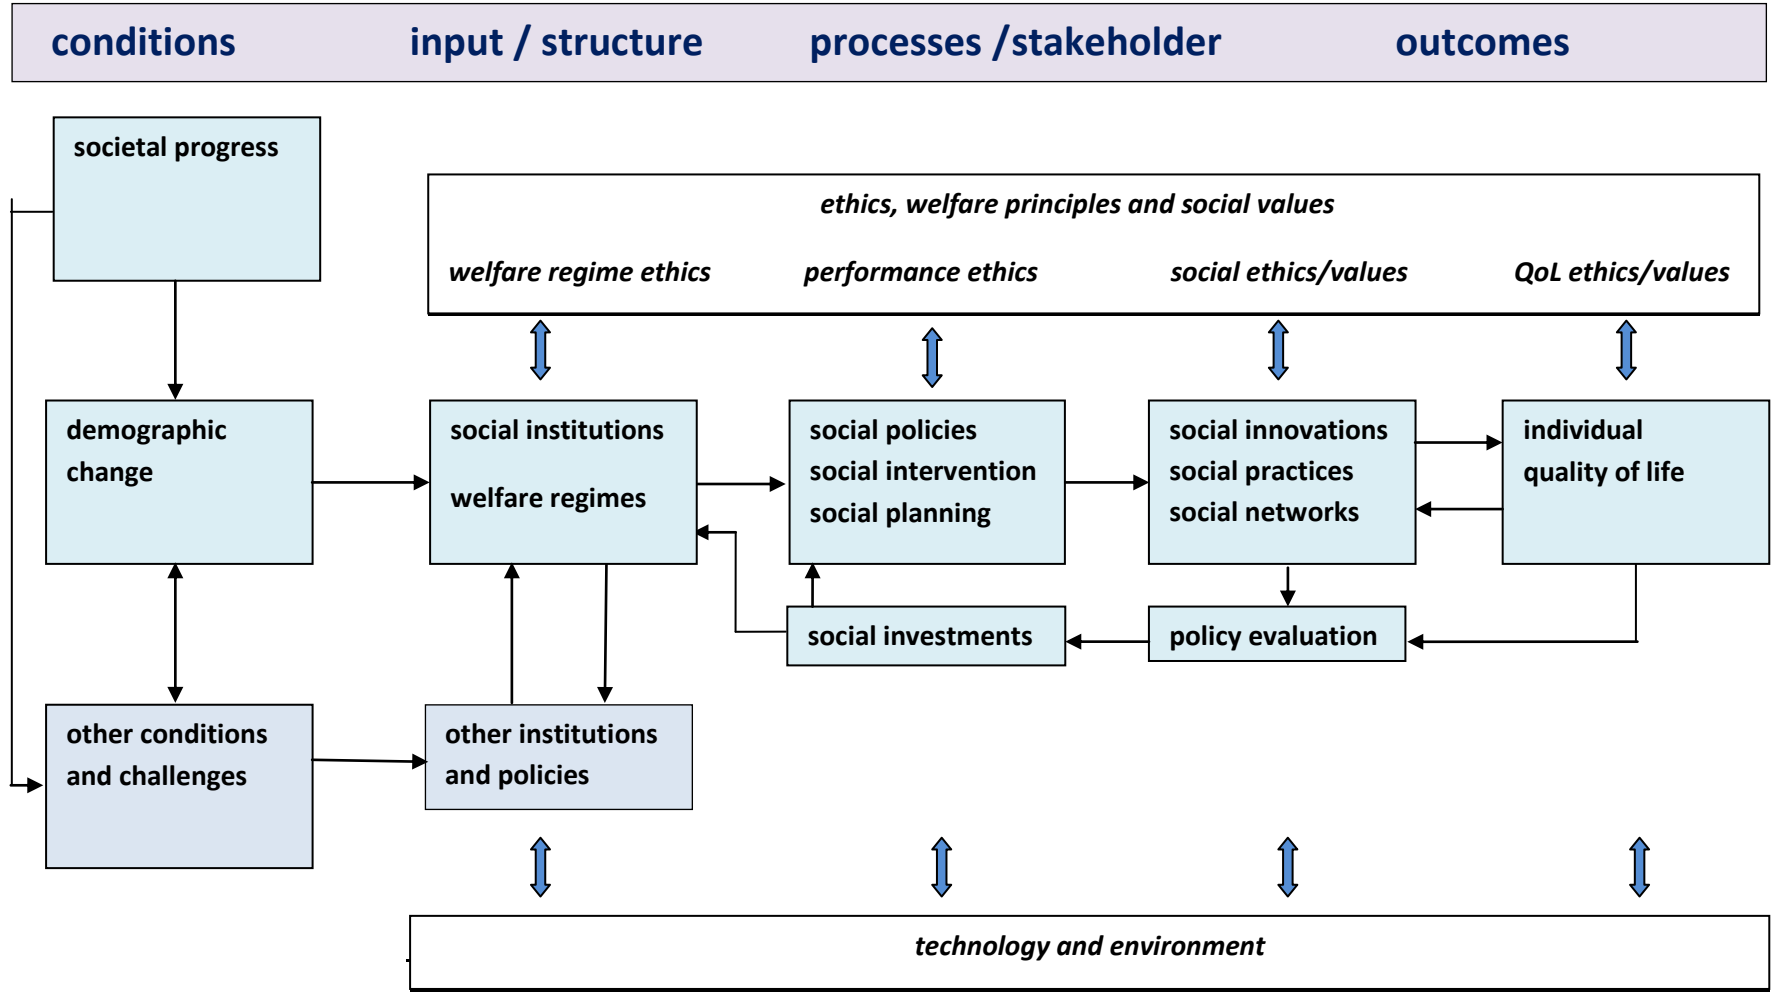 conditions input / structure processes /stakeholder outcomes
societal progress
ethics, welfare principles and social values
welfare regime ethics performance ethics social ethics/values QoL ethics/values
demographic
change
social institutions
welfare regimes
social policies
social intervention
social planning
social innovations
social practices
social networks
individual
quality of life
social investments
policy evaluation
other conditions
and challenges
other institutions
and policies
technology and environment